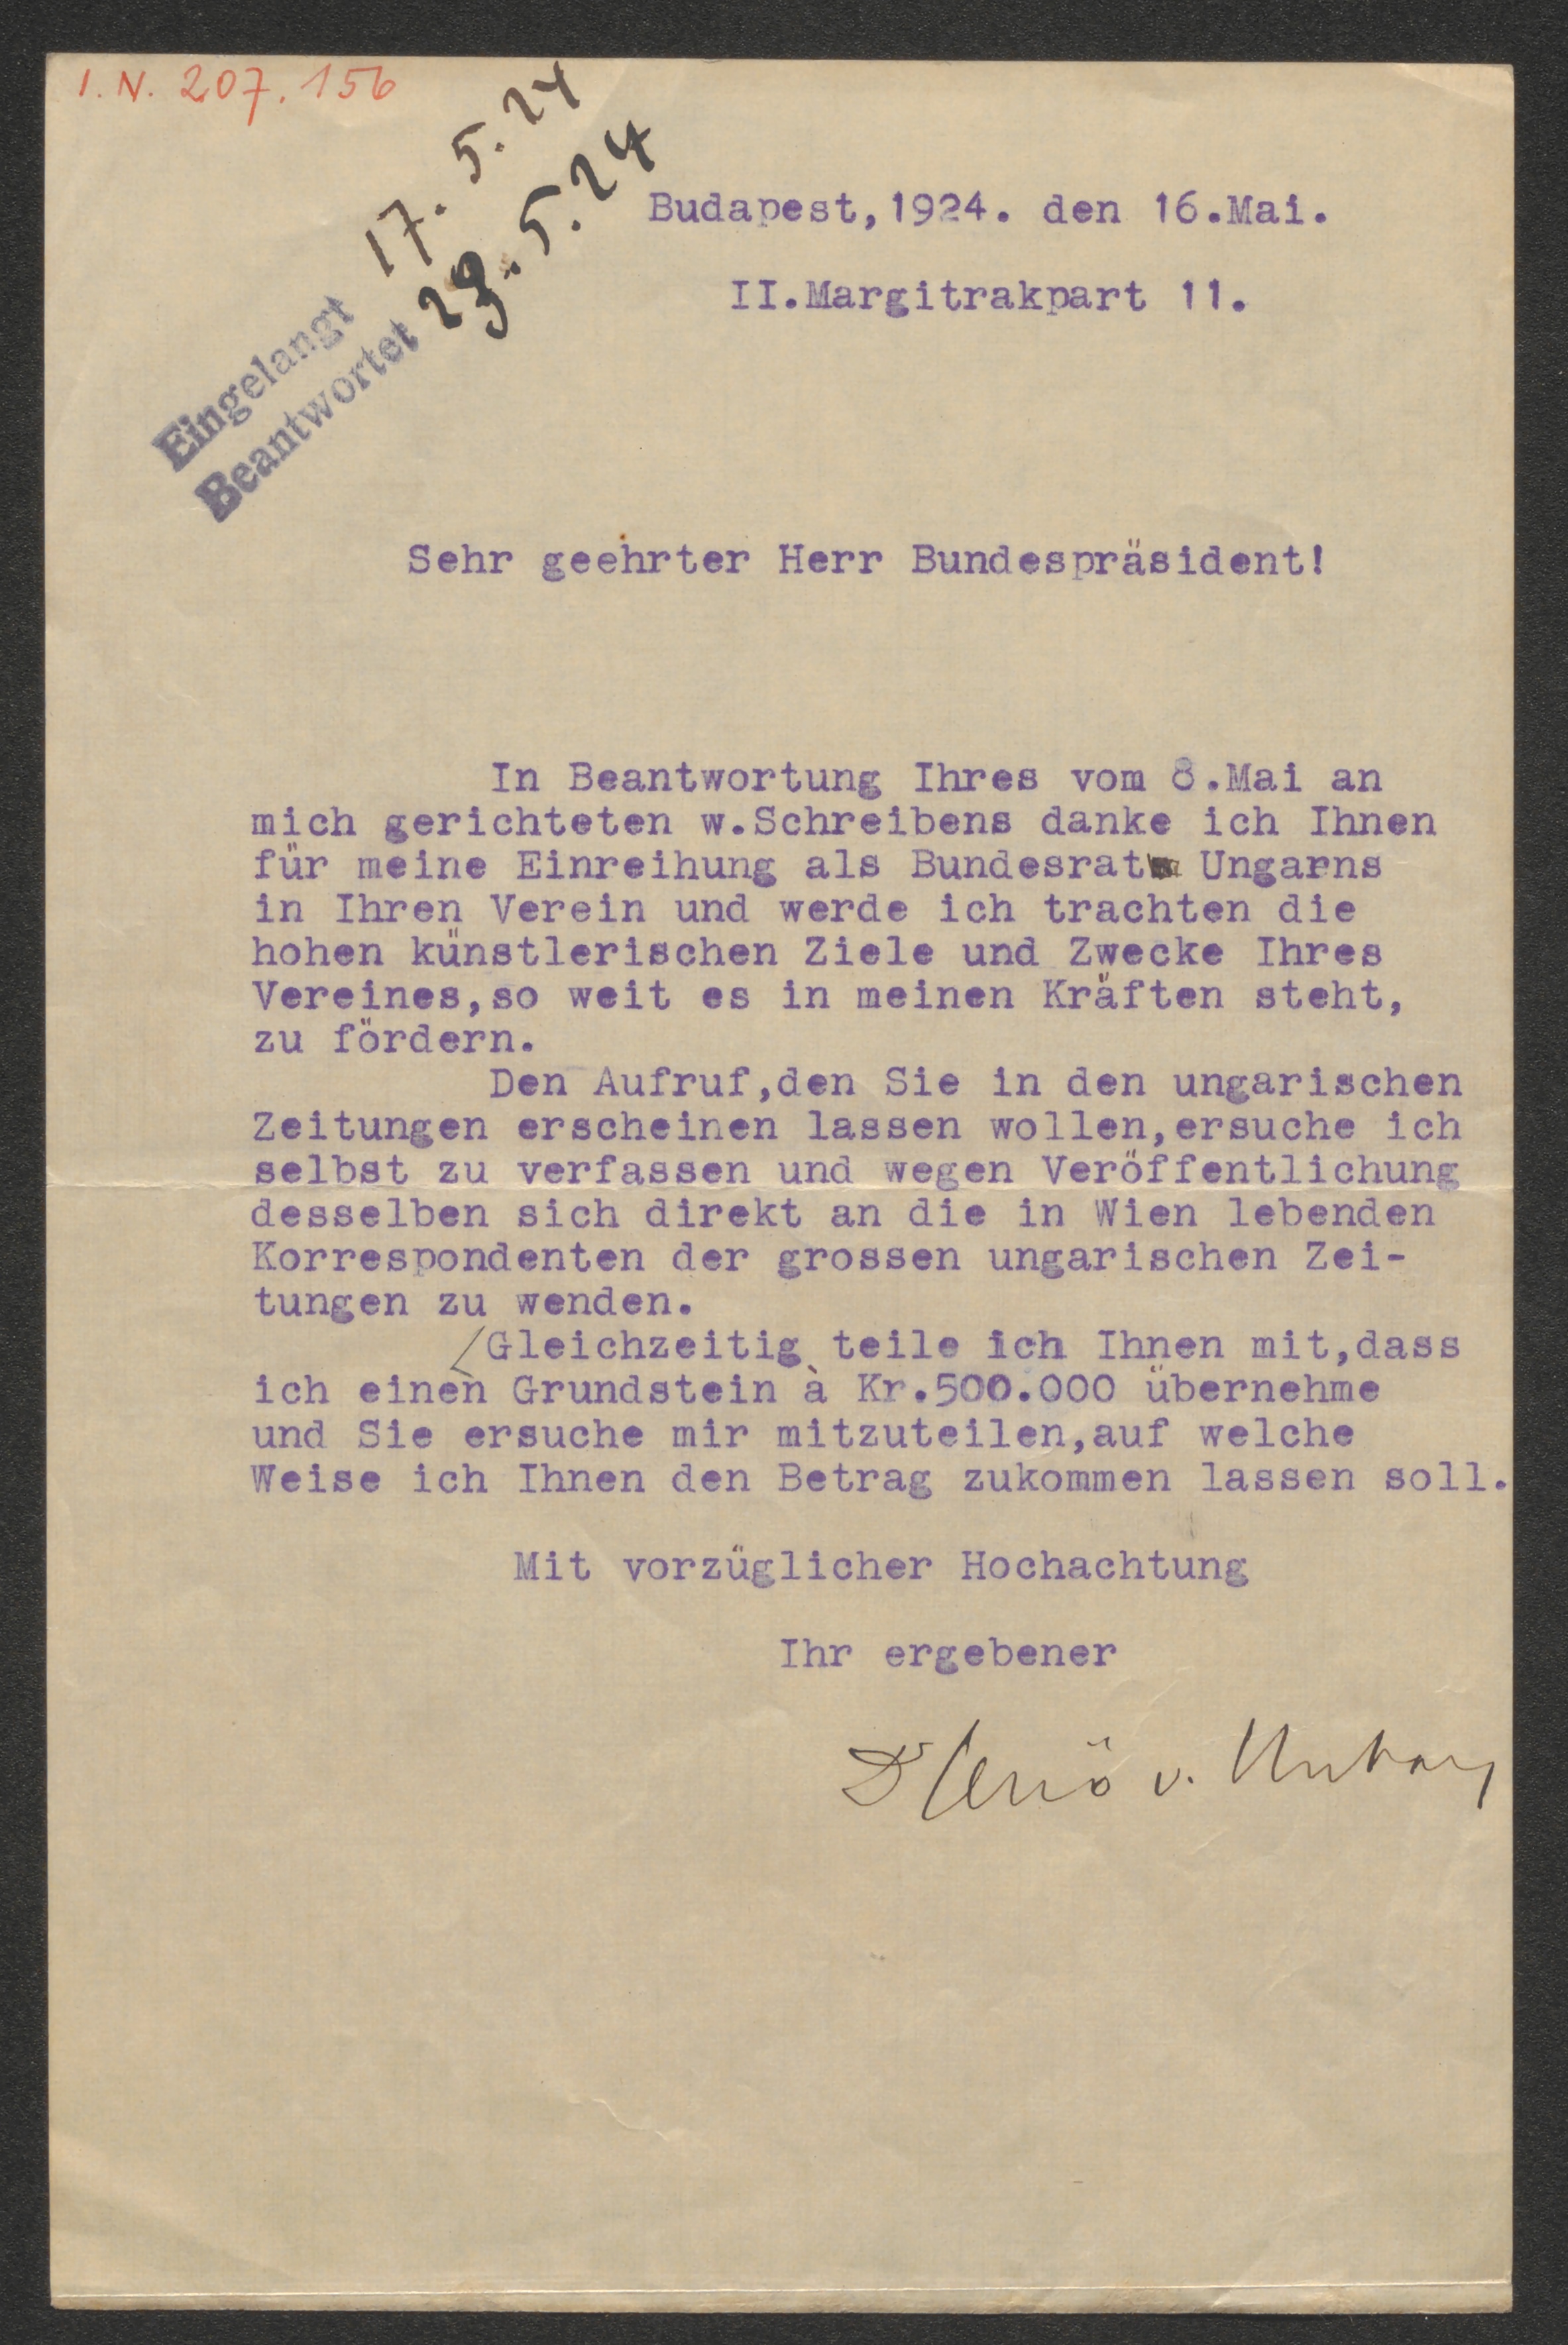 I.N. 207.156
Eingelangt 17. 5. 24
Beantwortet 5. 24
Budapest,1924. den 16.Mai.
II.Margitrakpart 11.
Sehr geehrter Herr Bundespräsident!
In Beantwortung Ihres vom 8.Mai an
mich gerichteten w.Schreibens danke ich Ihnen
für meine Einreihung als Bundesrat Ungarns
in Ihren Verein und werde ich trachten die
hohen künstlerischen Ziele und Zwecke Ihres
Vereines,so weit es in meinen Kräften steht,
zu fördern.
Den Aufruf,den Sie in den ungarischen
Zeitungen erscheinen lassen wollen,ersuche ich
selbst zu verfassen und wegen Veröffentlichung
desselben sich direkt an die in Wien lebenden
Korrespondenten der grossen ungarischen Zei-
tungen zu wenden.
Gleichzeitig teile ich Ihnen mit,dass
ich einen Grundstein à Kr.500.000 übernehme
und Sie ersuche mir mitzuteilen,auf welche
Weise ich Ihnen den Betrag zukommen lassen soll.
Mit vorzüglicher Hochachtung
Ihr ergebener
Dr Jenö v.